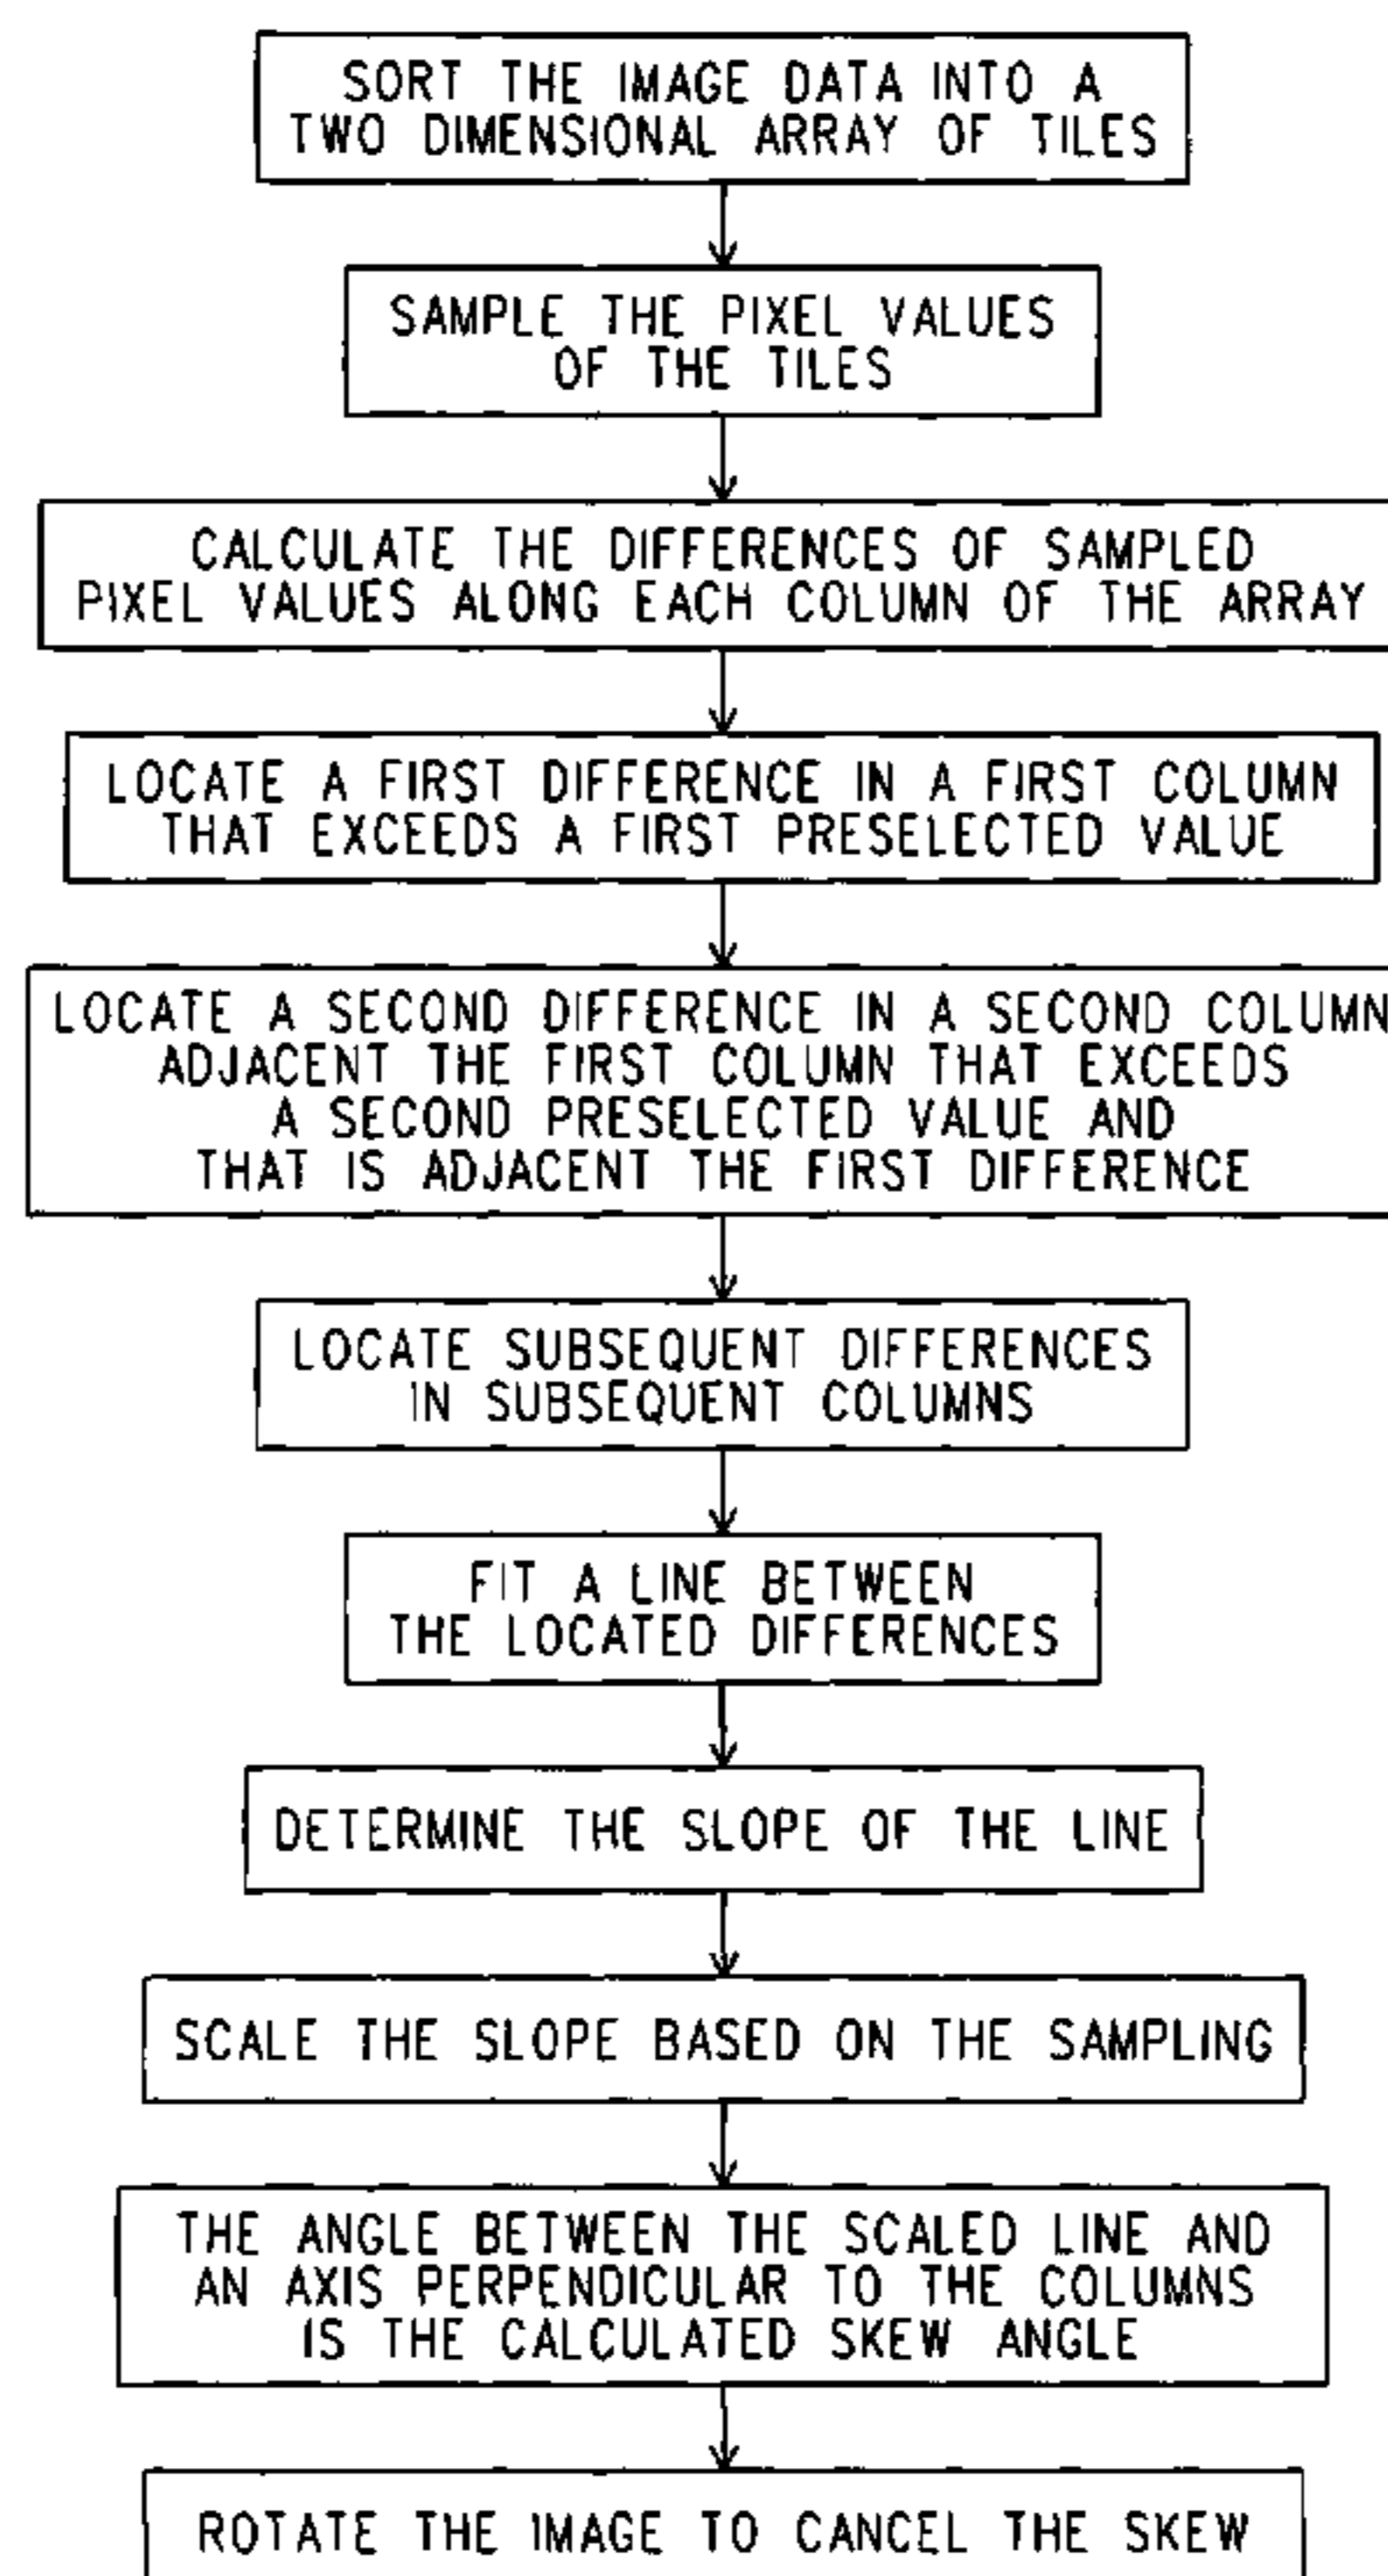 SORT THE IMAGE DATA INTO A
TWO DIMENSIONAL ARRAY OF TILES
SAMPLE THE PIXEL VALUES
OF THE TILES
CALCULATE THE DIFFERENCES OF SAMPLED
PIXEL VALUES ALONG EACH COLUMN OF THE ARRAY
LOCATE A FIRST DIFFERENCE IN A FIRST COLUMN
THAT EXCEEDS A FIRST PRESELECTED VALUE
LOCATE A SECOND DIFFERENCE IN A SECOND COLUMN
ADJACENT THE FIRST COLUMN THAT EXCEEDS
A SECOND PRESELECTED VALUE AND
THAT IS ADJACENT THE FIRST DIFFERENCE
LOCATE SUBSEQUENT DIFFERENCES
IN SUBSEQUENT COLUMNS
FIT A LINE BETWEEN
THE LOCATED DIFFERENCES
DETERMINE THE SLOPE OF THE LINE
SCALE THE SLOPE BASED ON THE SAMPLING
THE ANGLE BETWEEN THE SCALED LINE AND
AN AXIS PERPENDICULAR TO THE COLUMNS
IS THE CALCULATED SKEW ANGLE
ROTATE THE IMAGE TO CANCEL THE SKEW